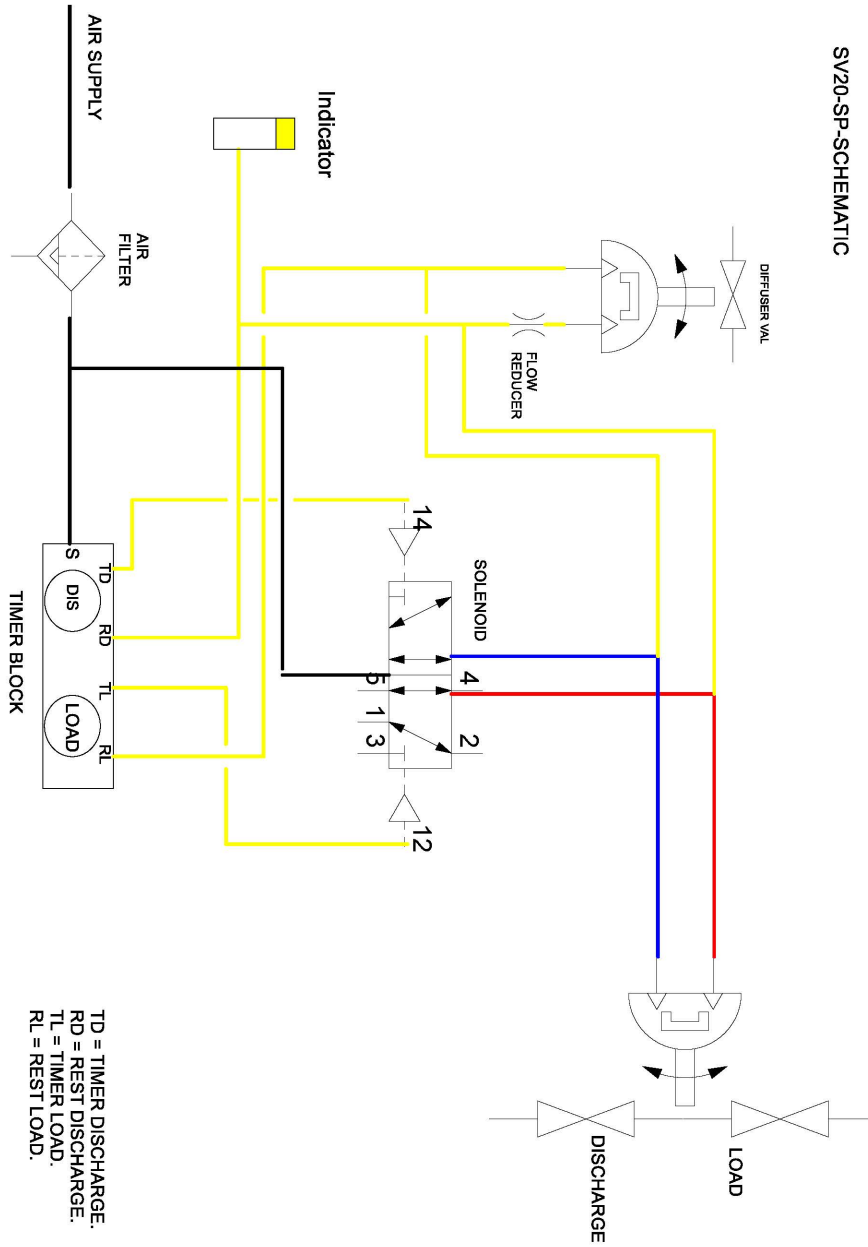 SV20-SP-SCHEMATIC
DIFFUSER VAL
FLOW
REDUCER
Indicator
AIR SUPPLY
AIR
FILTER
SOLENOID
14
12
4
2
5
1
3
LOAD
DISCHARGE
S
TD
RD
TL
RL
DIS
LOAD
TIMER BLOCK
TD = TIMER DISCHARGE.
RD = REST DISCHARGE.
TL = TIMER LOAD.
RL = REST LOAD.